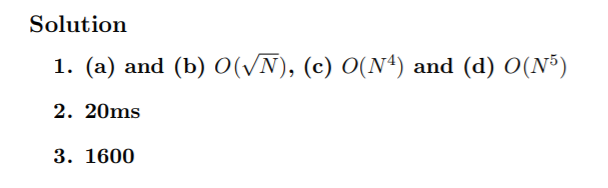 Solution
1. (a) and (b) O(√N), (c) O(N⁴) and (d) O(N⁵)
2. 20ms
3. 1600